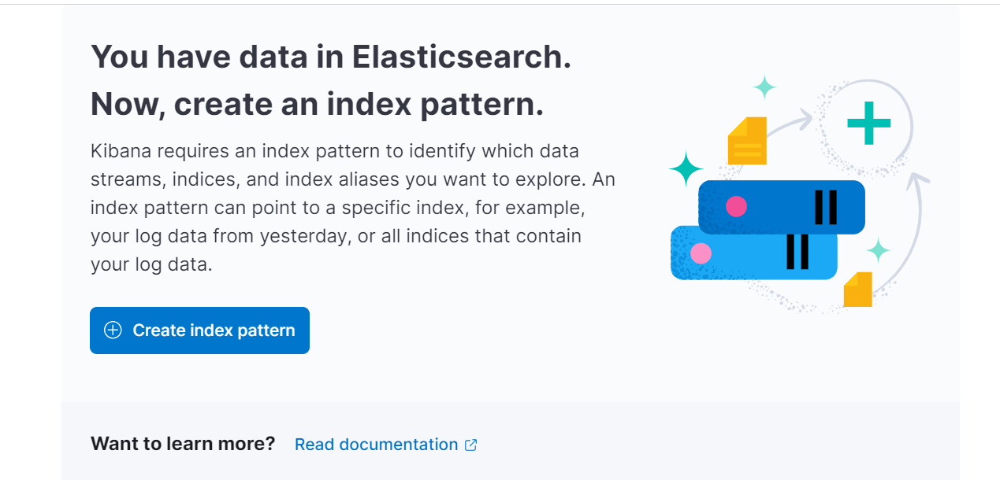 You have data in Elasticsearch.
Now, create an index pattern.
Kibana requires an index pattern to identify which data
streams, indices, and index aliases you want to explore. An
index pattern can point to a specific index, for example,
your log data from yesterday, or all indices that contain
your log data.
Create index pattern
Want to learn more? Read documentation